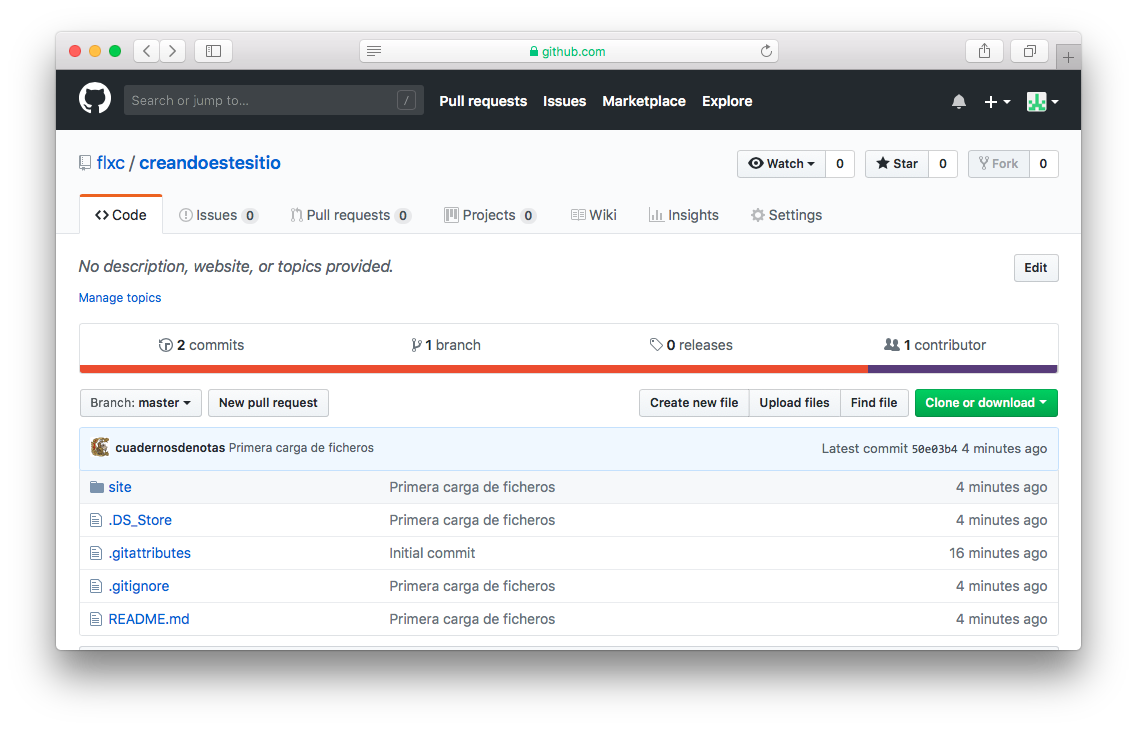 github.com
Search or jump to… /
Pull requests Issues Marketplace Explore
flxc / creandoestesitio
Watch 0 Star 0 Fork 0
Code Issues 0 Pull requests 0 Projects 0 Wiki Insights Settings
No description, website, or topics provided.
Edit
Manage topics
2 commits 1 branch 0 releases 1 contributor
Branch: master New pull request Create new file Upload files Find file Clone or download
cuadernosdenotas Primera carga de ficheros Latest commit 50e03b4 4 minutes ago
site Primera carga de ficheros 4 minutes ago
.DS_Store Primera carga de ficheros 4 minutes ago
.gitattributes Initial commit 16 minutes ago
.gitignore Primera carga de ficheros 4 minutes ago
README.md Primera carga de ficheros 4 minutes ago